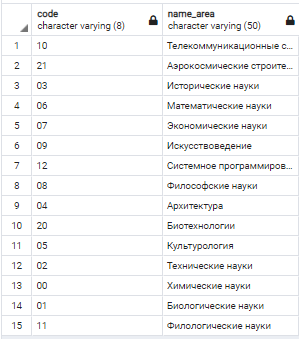 code name_area
character varying (8) character varying (50)
1 10 Телекоммуникационные с...
2 21 Аэрокосмические строите...
3 03 Исторические науки
4 06 Математические науки
5 07 Экономические науки
6 09 Искусствоведение
7 12 Системное программиров...
8 08 Философские науки
9 04 Архитектура
10 20 Биотехнологии
11 05 Культурология
12 02 Технические науки
13 00 Химические науки
14 01 Биологические науки
15 11 Филологические науки